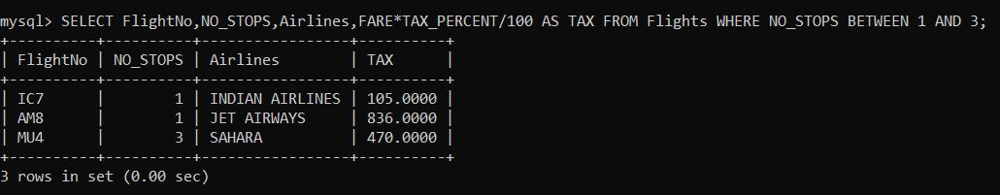 mysql> SELECT FlightNo,NO_STOPS,Airlines,FARE*TAX_PERCENT/100 AS TAX FROM Flights WHERE NO_STOPS BETWEEN 1 AND 3;
+----------+----------+-----------------+----------+
| FlightNo | NO_STOPS | Airlines        | TAX      |
+----------+----------+-----------------+----------+
| IC7      |        1 | INDIAN AIRLINES | 105.0000 |
| AM8      |        1 | JET AIRWAYS     | 836.0000 |
| MU4      |        3 | SAHARA          | 470.0000 |
+----------+----------+-----------------+----------+
3 rows in set (0.00 sec)